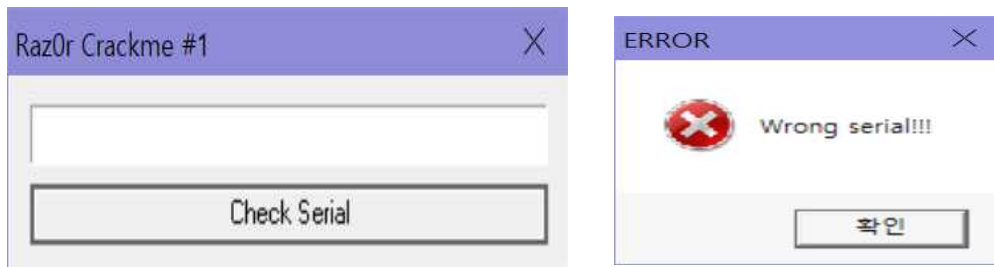 Raz0r Crackme #1
Check Serial
ERROR
Wrong serial!!!
확인